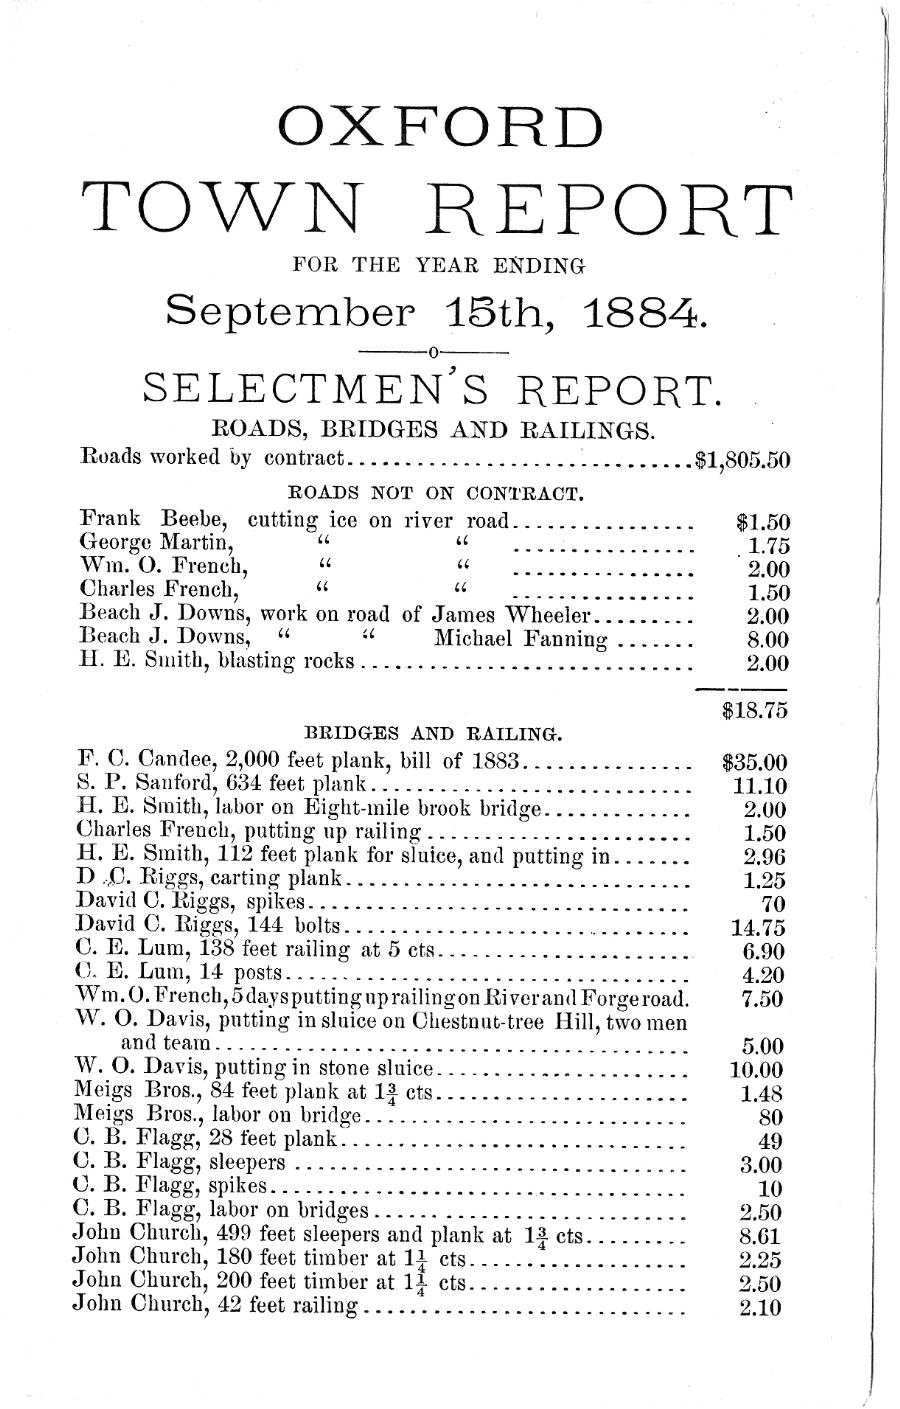 OXFORD
TOWN REPORT
FOR THE YEAR ENDING
September 15th, 1884.
o
SELECTMEN'S REPORT.
ROADS, BRIDGES AND RAILINGS.
Roads worked by contract..............................$1,805.50
ROADS NOT ON CONTRACT.
Frank Beebe, cutting ice on river road................ $1.50
George Martin, “ “ ................ 1.75
Wm. O. French, “ “ ................ 2.00
Charles French, “ “ ................ 1.50
Beach J. Downs, work on road of James Wheeler......... 2.00
Beach J. Downs, “ “ Michael Fanning ....... 8.00
H. E. Smith, blasting rocks ............................. 2.00
$18.75
BRIDGES AND RAILING.
F. C. Candee, 2,000 feet plank, bill of 1883............... $35.00
S. P. Sanford, 634 feet plank............................ 11.10
H. E. Smith, labor on Eight-mile brook bridge............. 2.00
Charles French, putting up railing ....................... 1.50
H. E. Smith, 112 feet plank for sluice, and putting in....... 2.96
D. C. Riggs, carting plank.............................. 1.25
David C. Riggs, spikes................................. 70
David C. Riggs, 144 bolts.............................. 14.75
C. E. Lum, 138 feet railing at 5 cts...................... 6.90
C. E. Lum, 14 posts................................... 4.20
Wm. O. French, 5 days putting up railing on River and Forge road. 7.50
W. O. Davis, putting in sluice on Chestnut-tree Hill, two men
and team......................................... 5.00
W. O. Davis, putting in stone sluice...................... 10.00
Meigs Bros., 84 feet plank at 1¾ cts...................... 1.48
Meigs Bros., labor on bridge............................ 80
C. B. Flagg, 28 feet plank.............................. 49
C. B. Flagg, sleepers .................................. 3.00
C. B. Flagg, spikes.................................... 10
C. B. Flagg, labor on bridges ........................... 2.50
John Church, 499 feet sleepers and plank at 1¾ cts......... 8.61
John Church, 180 feet timber at 1¼ cts................... 2.25
John Church, 200 feet timber at 1¼ cts................... 2.50
John Church, 42 feet railing............................ 2.10